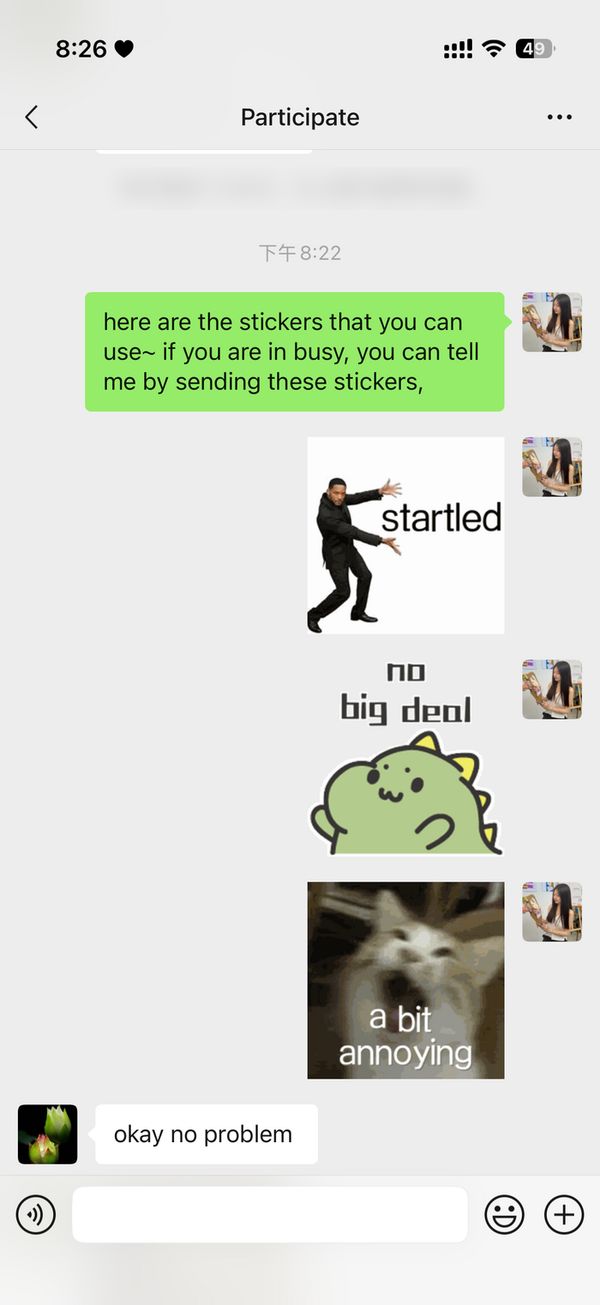 8:26
49
Participate
下午8:22
here are the stickers that you can
use~ if you are in busy, you can tell
me by sending these stickers,
startled
no
big deal
a bit
annoying
okay no problem